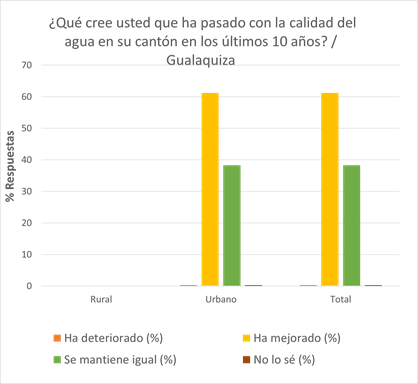 ¿Qué cree usted que ha pasado con la calidad del
agua en su cantón en los últimos 10 años? /
Gualaquiza
% Respuestas
70
60
50
40
30
20
10
0
Rural
Urbano
Total
Ha deteriorado (%)
Ha mejorado (%)
Se mantiene igual (%)
No lo sé (%)